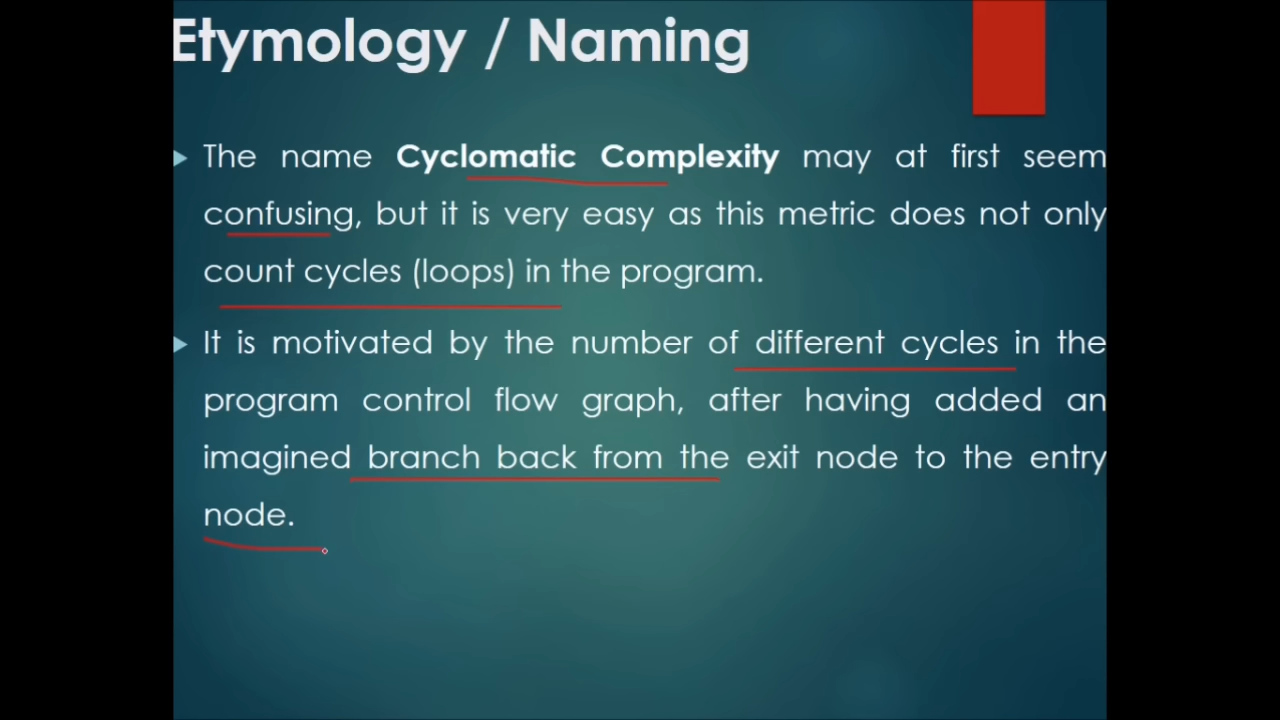 Etymology / Naming
The name Cyclomatic Complexity may at first seem
confusing, but it is very easy as this metric does not only
count cycles (loops) in the program.
It is motivated by the number of different cycles in the
program control flow graph, after having added an
imagined branch back from the exit node to the entry
node.